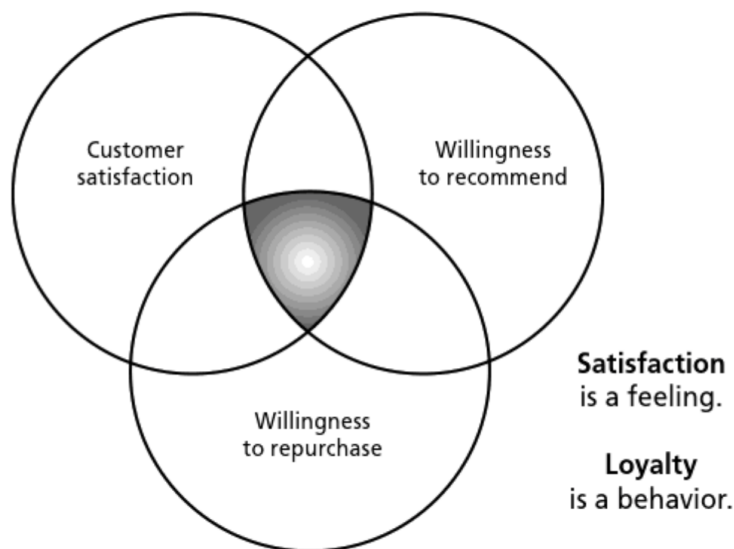 Customer
satisfaction
Willingness
to recommend
Willingness
to repurchase
Satisfaction
is a feeling.
Loyalty
is a behavior.